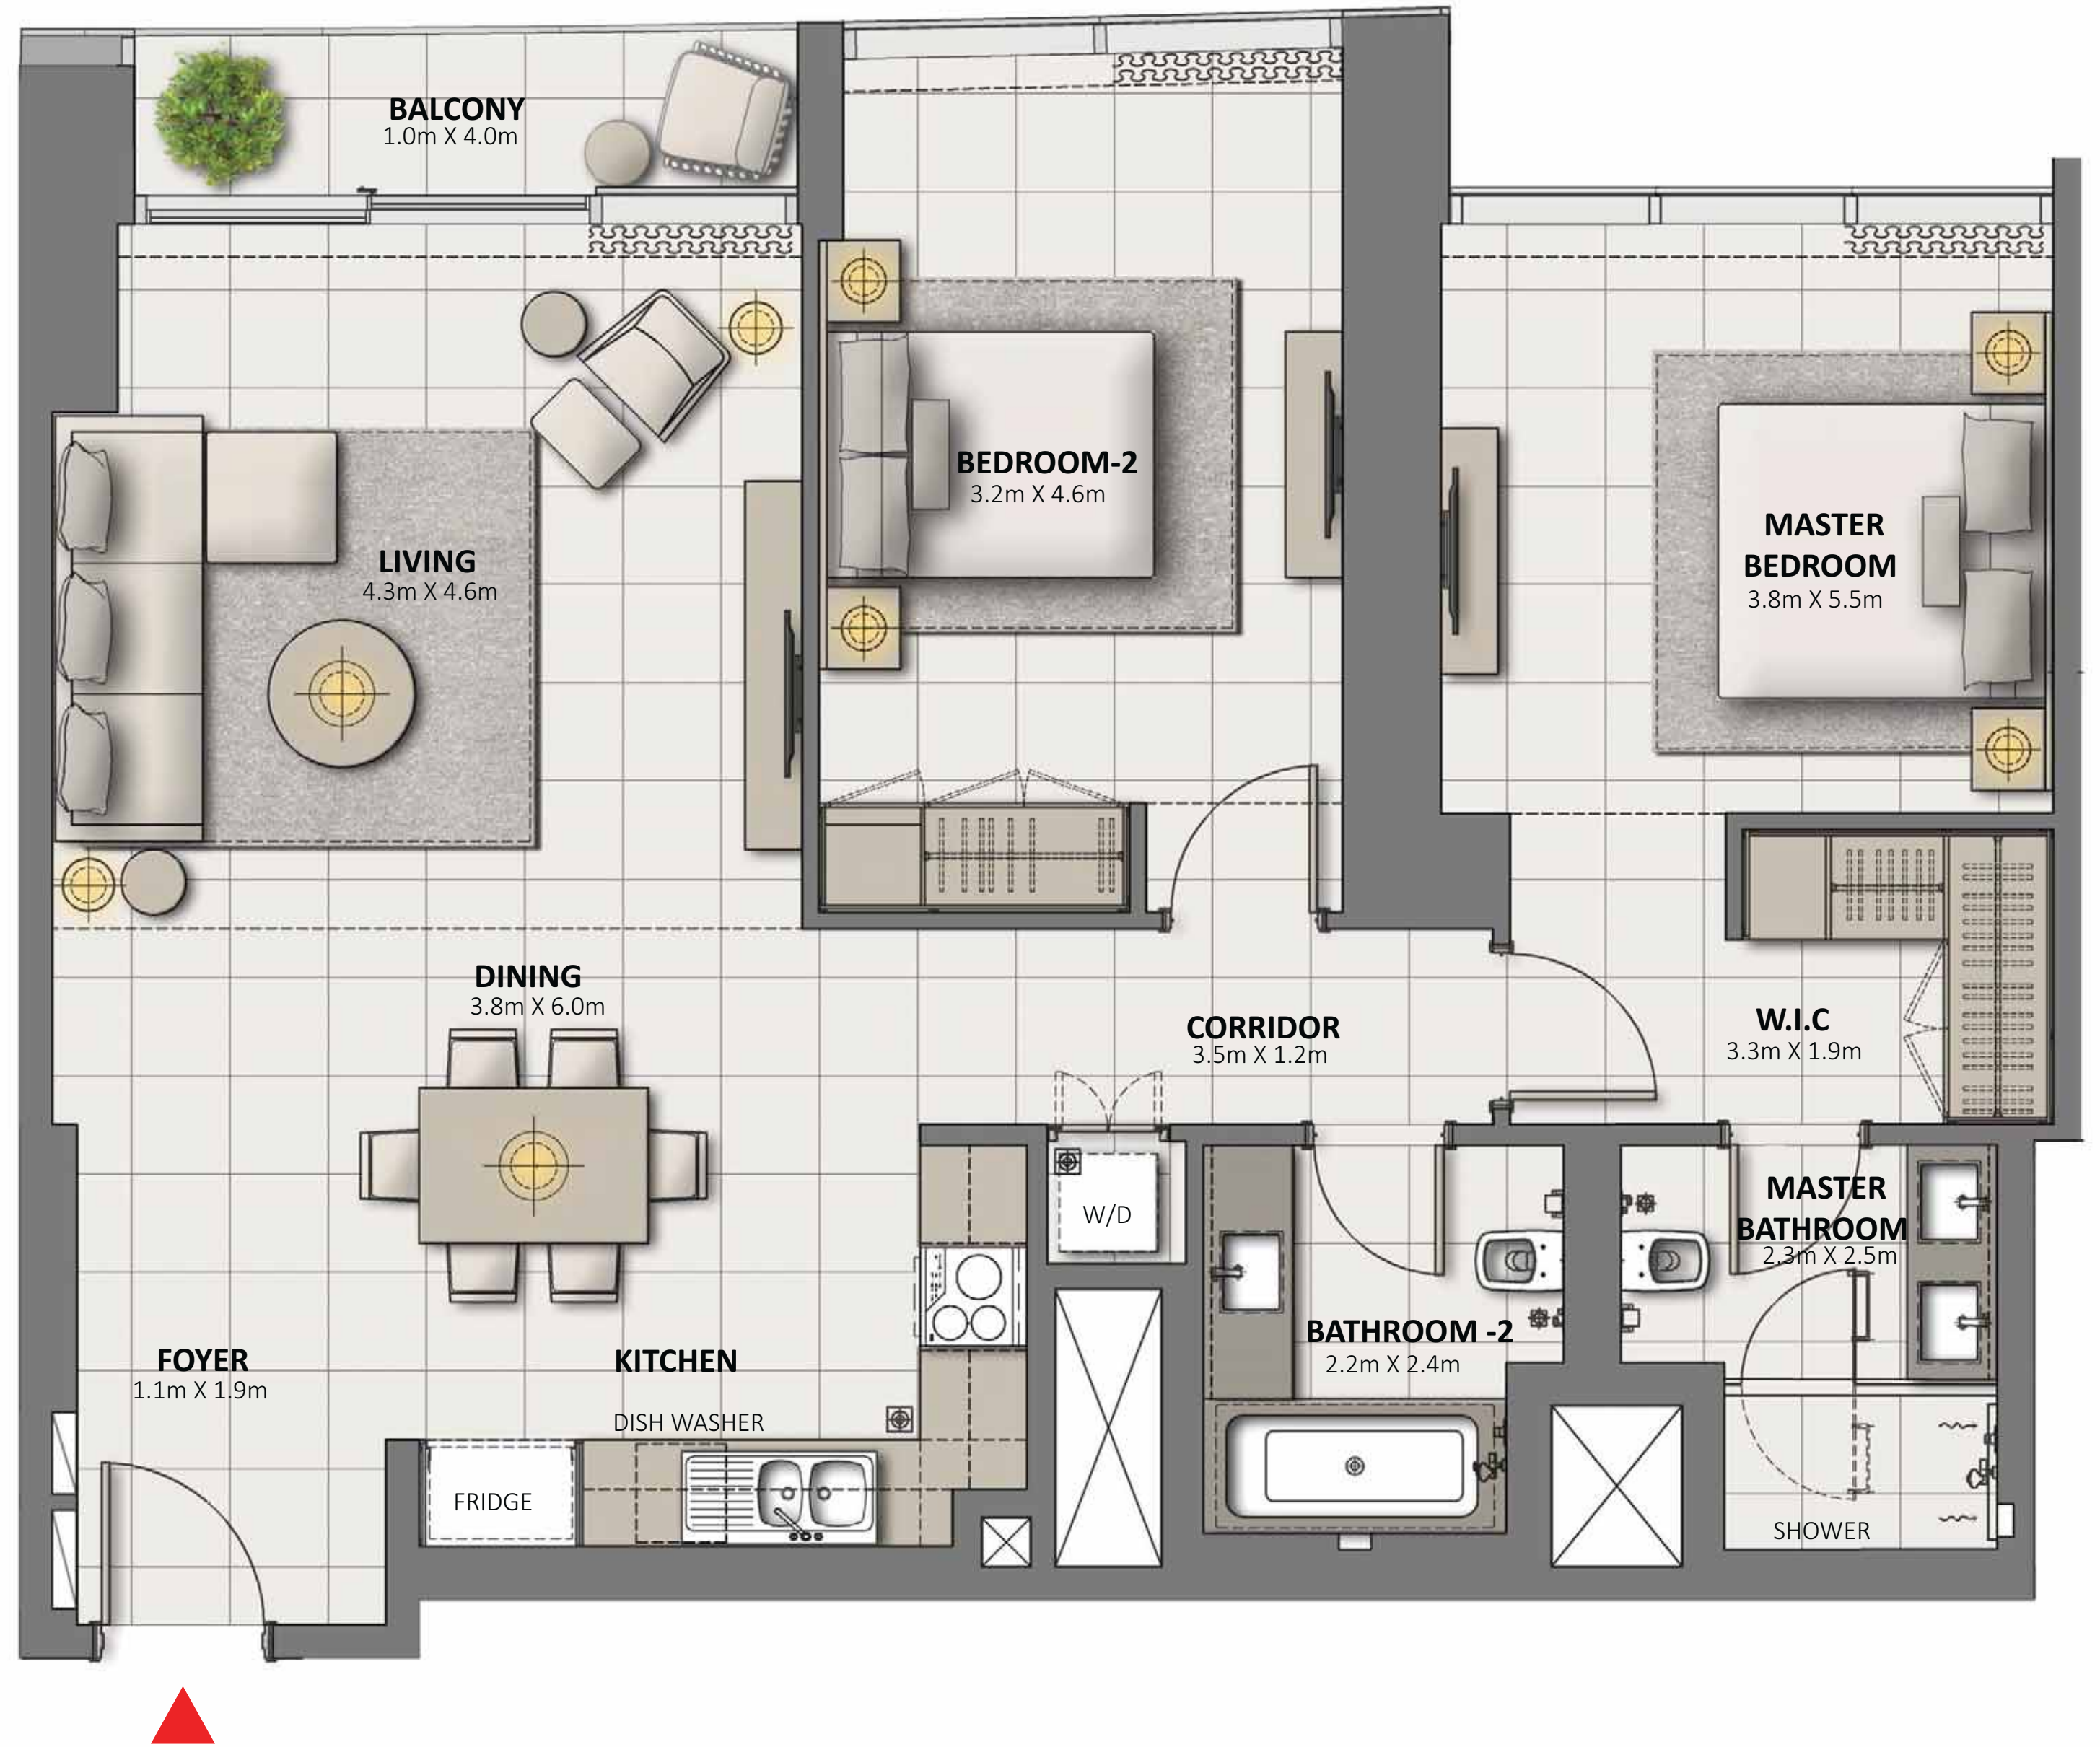 BALCONY
1.0m X 4.0m
BEDROOM-2
3.2m X 4.6m
MASTER
BEDROOM
3.8m X 5.5m
LIVING
4.3m X 4.6m
DINING
3.8m X 6.0m
CORRIDOR
3.5m X 1.2m
W.I.C
3.3m X 1.9m
W/D
MASTER
BATHROOM
2.3m X 2.5m
BATHROOM -2
2.2m X 2.4m
FOYER
1.1m X 1.9m
KITCHEN
DISH WASHER
FRIDGE
SHOWER